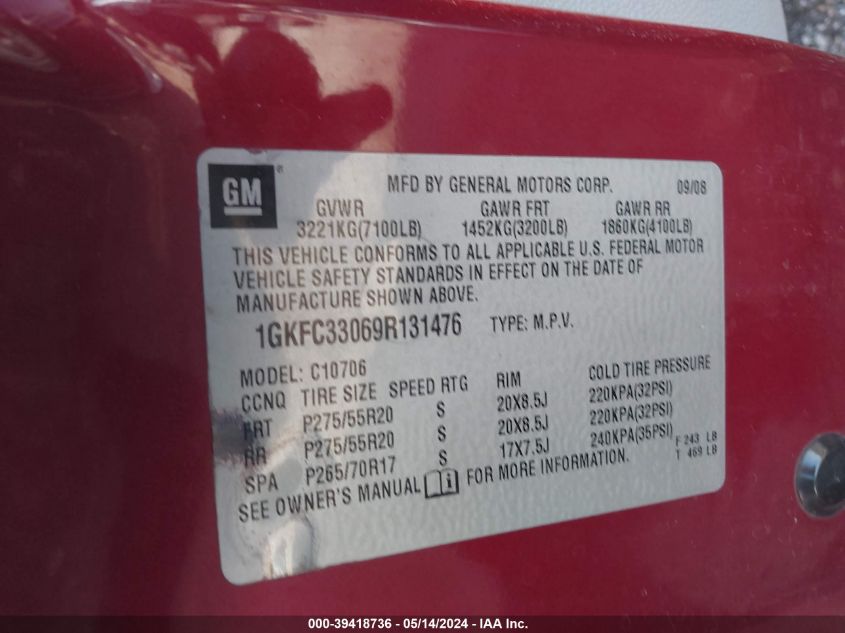 GM
MFD BY GENERAL MOTORS CORP. 09/08
GVWR GAWR FRT GAWR RR
3221KG(7100LB) 1452KG(3200LB) 1860KG(4100LB)
THIS VEHICLE CONFORMS TO ALL APPLICABLE U.S. FEDERAL MOTOR
VEHICLE SAFETY STANDARDS IN EFFECT ON THE DATE OF
MANUFACTURE SHOWN ABOVE.
1GKFC33069R131476 TYPE: M.P.V.
MODEL: C10706
CCNQ TIRE SIZE SPEED RTG RIM COLD TIRE PRESSURE
FRT P275/55R20 S 20X8.5J 220KPA(32PSI)
RR P275/55R20 S 20X8.5J 220KPA(32PSI)
SPA P265/70R17 S 17X7.5J 240KPA(35PSI) F 243 LB
T 469 LB
SEE OWNER'S MANUAL i FOR MORE INFORMATION.
000-39418736 - 05/14/2024 - IAA Inc.